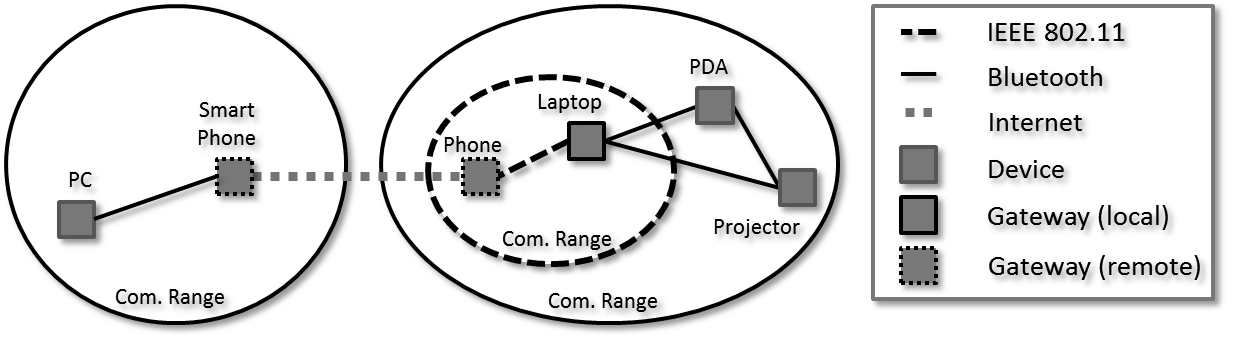 PC
Smart
Phone
Com. Range
Phone
Laptop
PDA
Projector
Com. Range
Com. Range
IEEE 802.11
Bluetooth
Internet
Device
Gateway (local)
Gateway (remote)